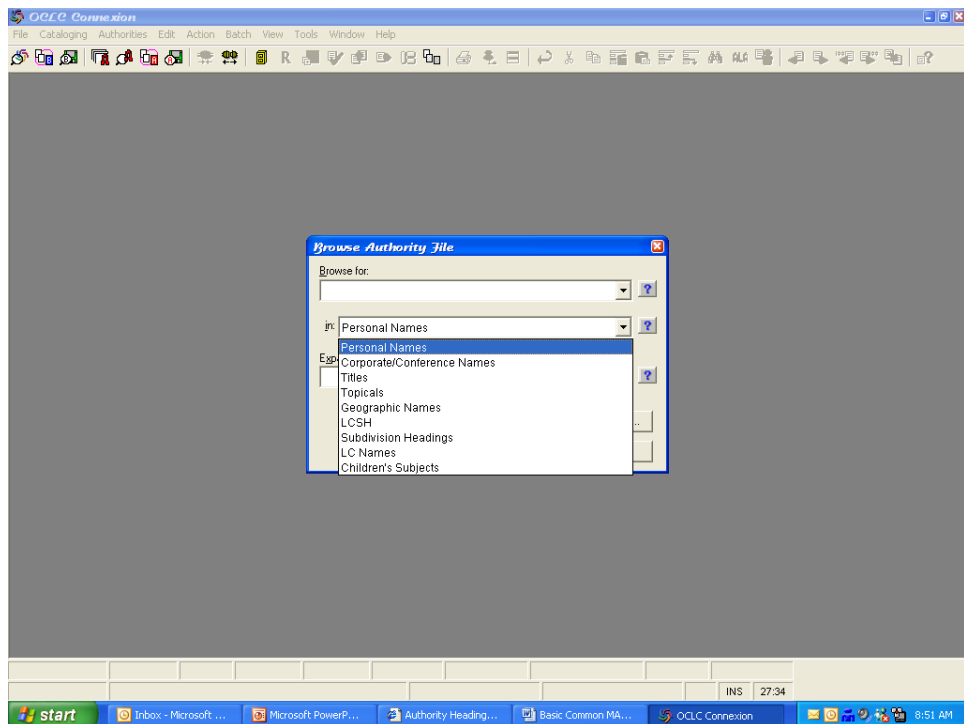 OCLC Connexion
File Cataloging Authorities Edit Action Batch View Tools Window Help
R
Browse Authority File
Browse for:
?
in: Personal Names
?
Personal Names
Exp
Corporate/Conference Names
Titles
?
Topicals
Geographic Names
LCSH
..
Subdivision Headings
LC Names
Children's Subjects
INS 27:34
start Inbox - Microsoft ... Microsoft PowerP... Authority Heading... Basic Common MA... OCLC Connexion 8:51 AM